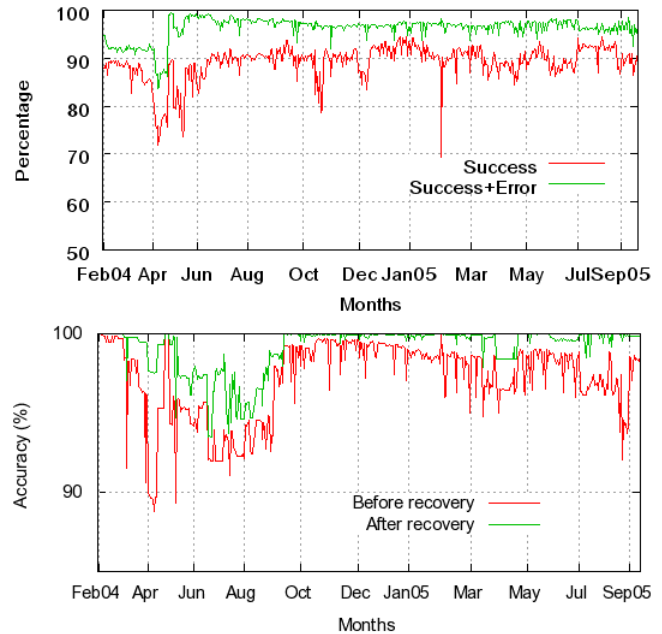 100
90
80
70
60
50
Percentage
Success
Success+Error
Feb04 Apr Jun Aug Oct Dec Jan05 Mar May Jul Sep05
Months
100
90
Accuracy (%)
Before recovery
After recovery
Feb04 Apr Jun Aug Oct Dec Jan05 Mar May Jul Sep05
Months